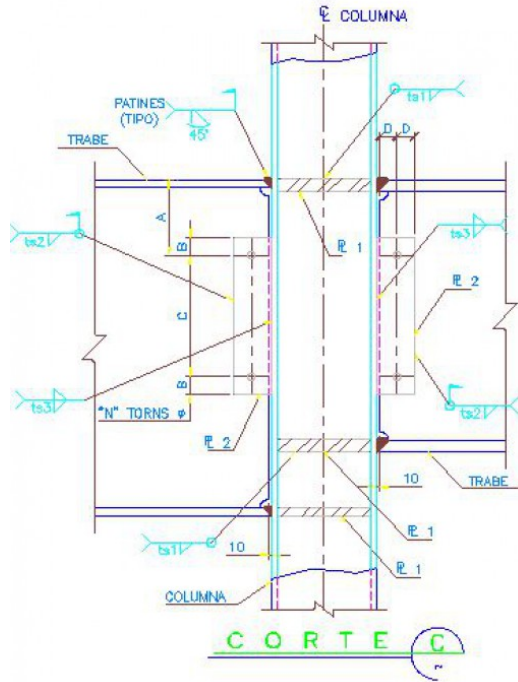 ℄ COLUMNA
PATINES
(TIPO)
45°
ts1
D D
TRABE
A
B
℄ 1
ts3
ts2
C
℄ 2
B
ts3
"N" TORNS ø
℄ 2
ts2
10
TRABE
ts1
10
℄ 1
℄ 1
COLUMNA
CORTE C
~